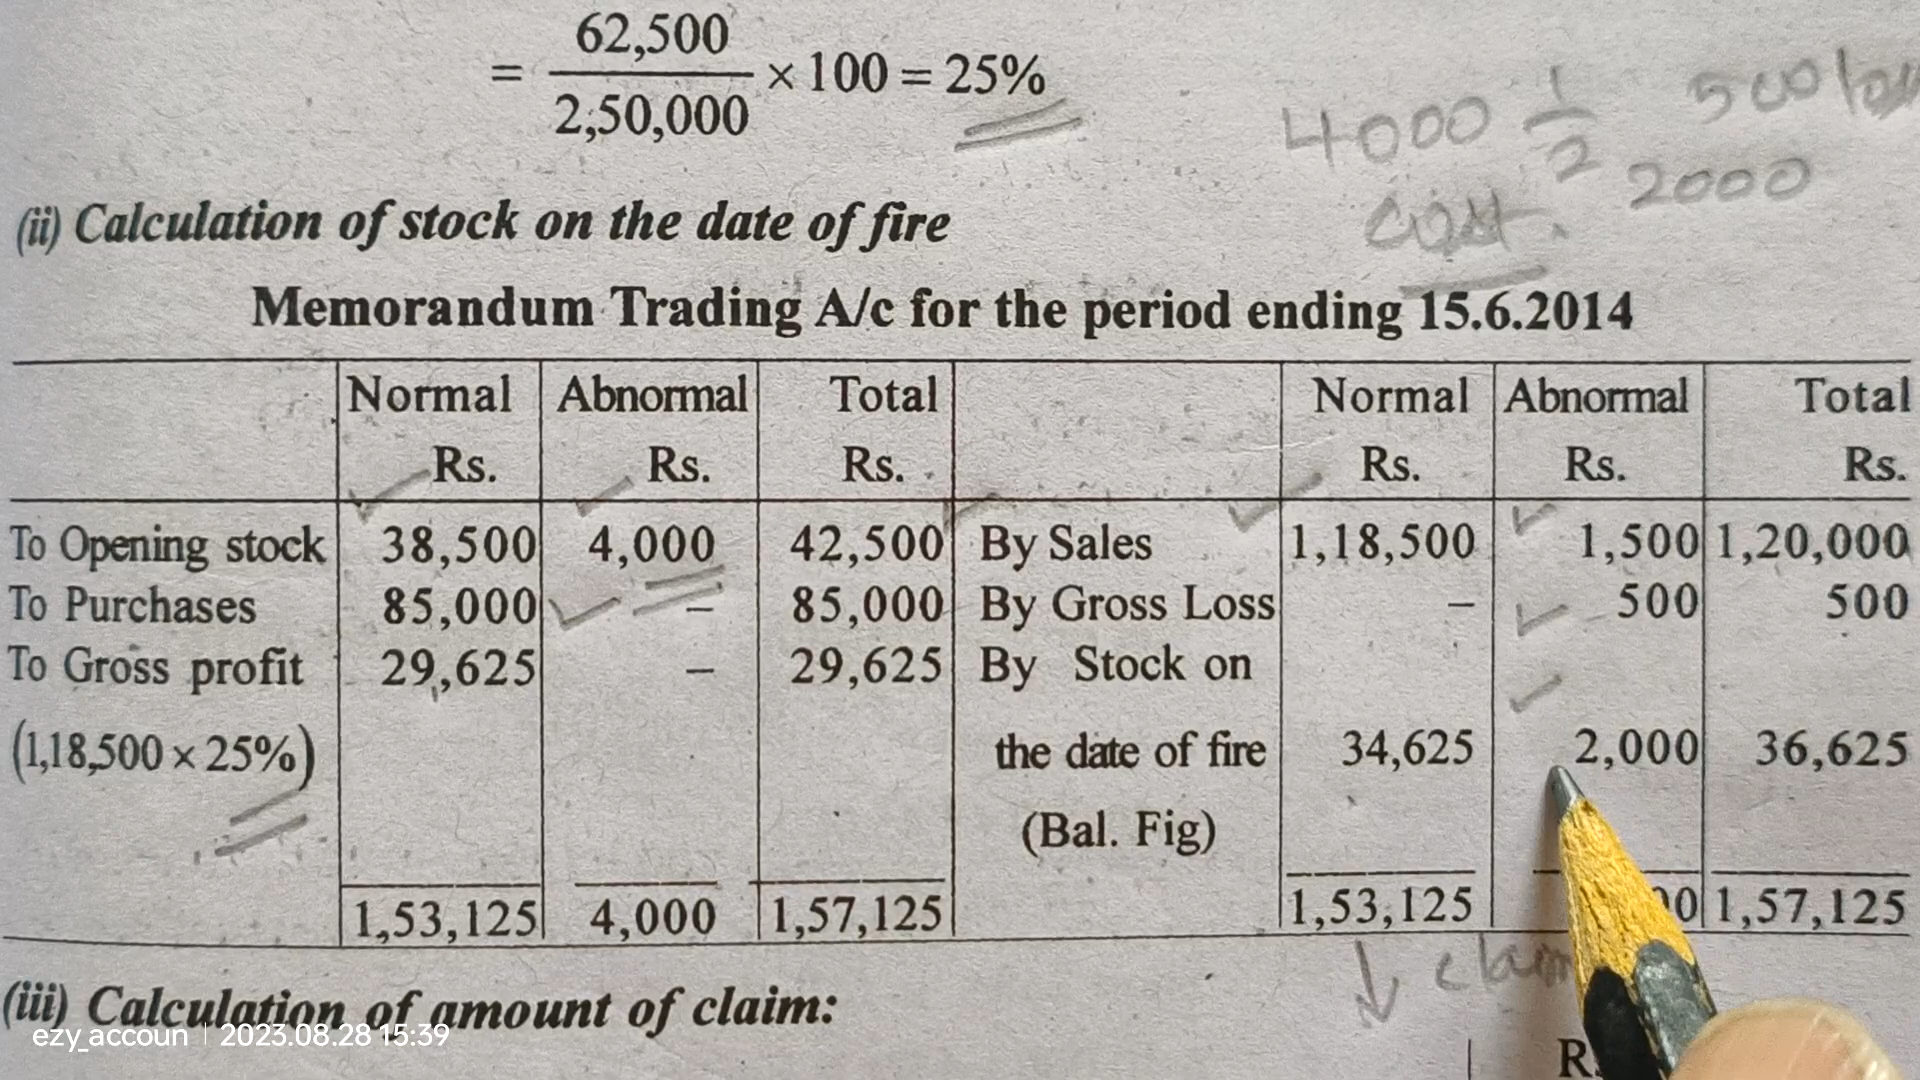 = 62,500 / 2,50,000 × 100 = 25%
4000 1/2 500 loss
cost. 2000
(ii) Calculation of stock on the date of fire
Memorandum Trading A/c for the period ending 15.6.2014
Normal Abnormal Total Normal Abnormal Total
Rs. Rs. Rs. Rs. Rs. Rs.
To Opening stock 38,500 4,000 42,500 By Sales 1,18,500 1,500 1,20,000
To Purchases 85,000 – 85,000 By Gross Loss – 500 500
To Gross profit 29,625 – 29,625 By Stock on
(1,18,500 × 25%) the date of fire 34,625 2,000 36,625
(Bal. Fig)
1,53,125 4,000 1,57,125 1,53,125 1,57,125
(iii) Calculation of amount of claim:
ezy_accoun | 2023.08.28 15:39